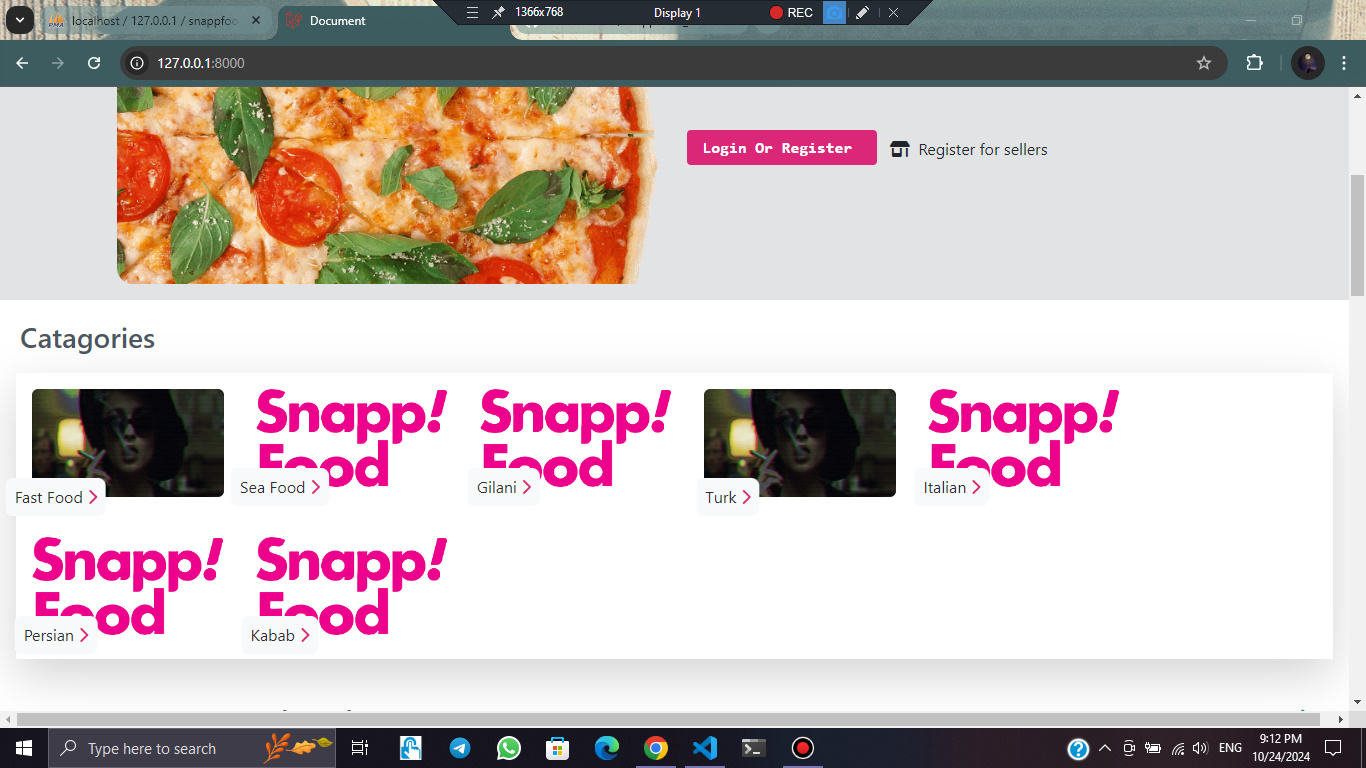 1366x768
Display 1
REC
localhost / 127.0.0.1 / snappfoo
Document
127.0.0.1:8000
Login Or Register
Register for sellers
Catagories
Snapp!
Food
Snapp!
Food
Snapp!
Food
Fast Food
Sea Food
Gilani
Turk
Italian
Snapp!
Food
Snapp!
Food
Persian
Kabab
Type here to search
ENG
9:12 PM
10/24/2024